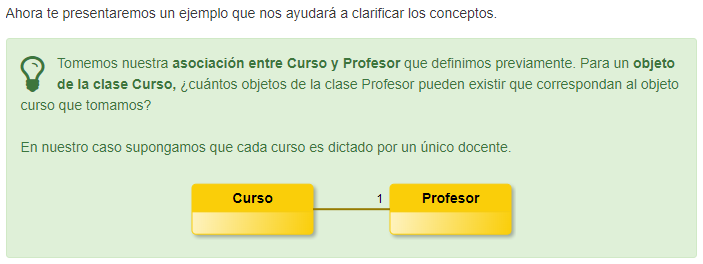 Ahora te presentaremos un ejemplo que nos ayudará a clarificar los conceptos.
Tomemos nuestra asociación entre Curso y Profesor que definimos previamente. Para un objeto
de la clase Curso, ¿cuántos objetos de la clase Profesor pueden existir que correspondan al objeto
curso que tomamos?
En nuestro caso supongamos que cada curso es dictado por un único docente.
Curso 1 Profesor